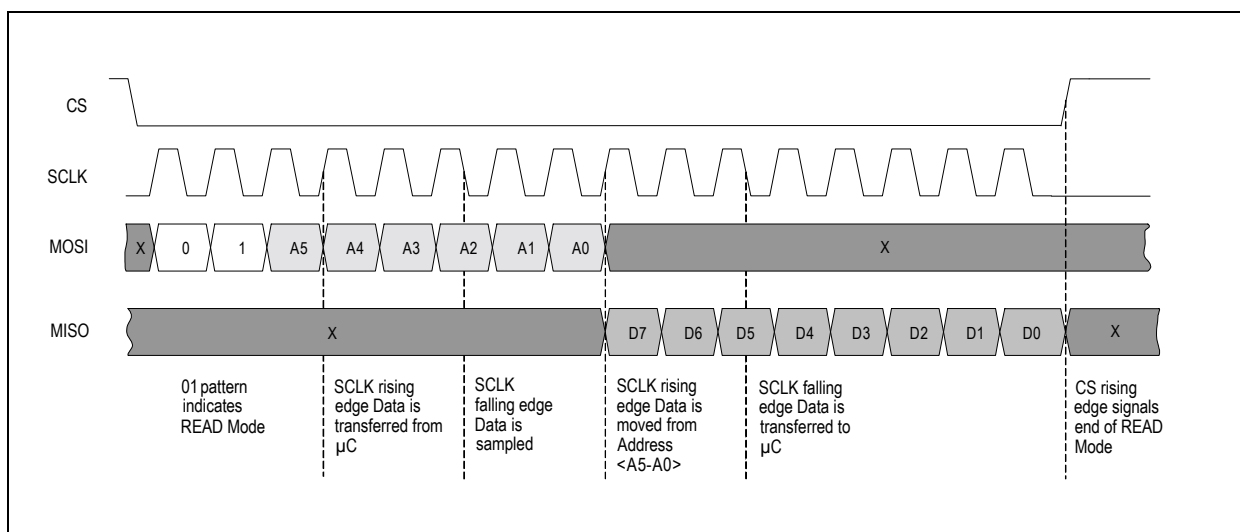 CS
SCLK
MOSI
X 0 1 A5 A4 A3 A2 A1 A0 X
MISO
X D7 D6 D5 D4 D3 D2 D1 D0 X
01 pattern
indicates
READ Mode
SCLK rising
edge Data is
transferred from
µC
SCLK
falling edge
Data is
sampled
SCLK rising
edge Data is
moved from
Address
<A5-A0>
SCLK falling
edge Data is
transferred to
µC
CS rising
edge signals
end of READ
Mode